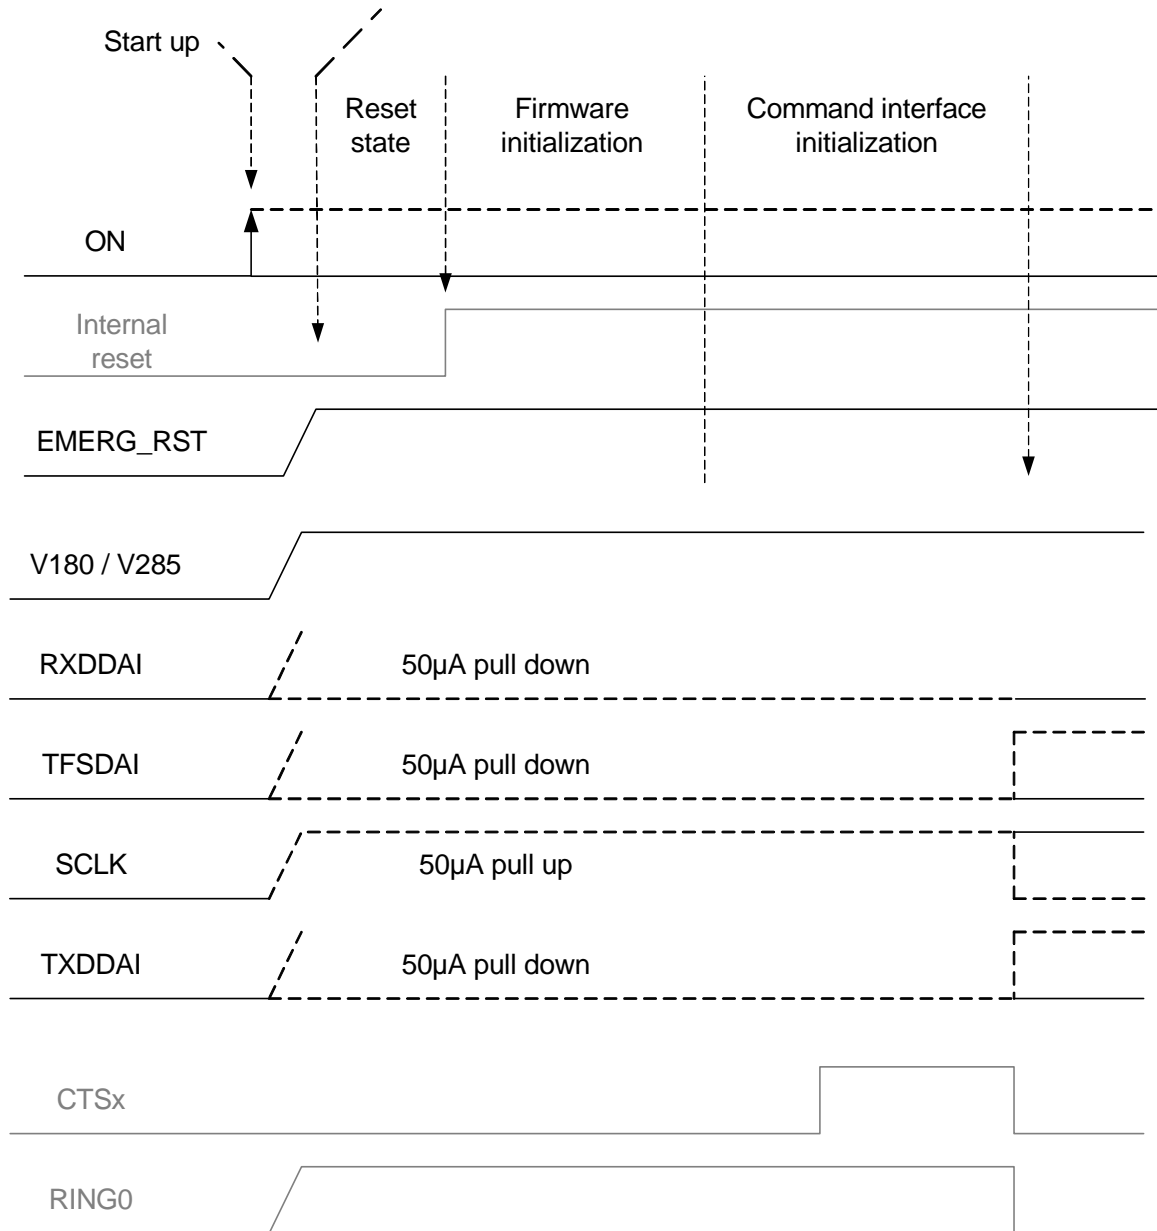 Start up
Reset
state
Firmware
initialization
Command interface
initialization
ON
Internal
reset
EMERG_RST
V180 / V285
RXDDAI
50µA pull down
TFSDAI
50µA pull down
SCLK
50µA pull up
TXDDAI
50µA pull down
CTSx
RING0